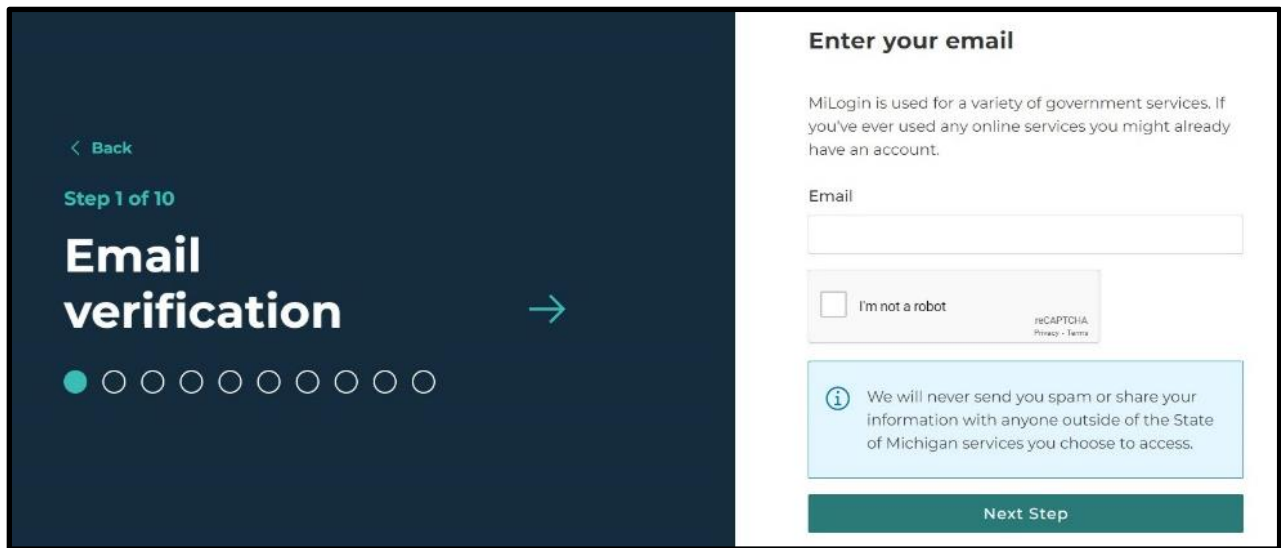 < Back
Step 1 of 10
Email
verification
Enter your email
MiLogin is used for a variety of government services. If
you've ever used any online services you might already
have an account.
Email
I'm not a robot
reCAPTCHA
Privacy - Terms
We will never send you spam or share your
information with anyone outside of the State
of Michigan services you choose to access.
Next Step